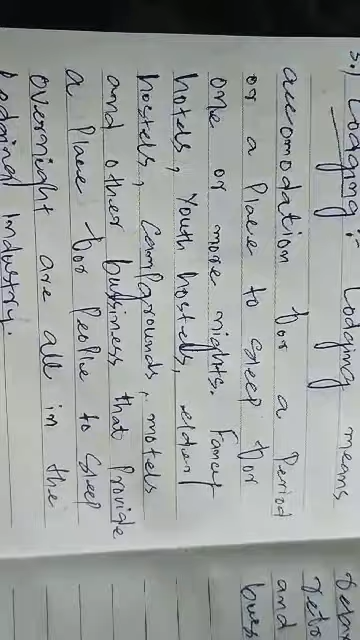 3.) Lodging:- Lodging means
accomodation for a Period
or a Place to sleep for
one or more nights. Fancy
hotels, Youth hostels, elder
hostels, Campgrounds, motels
and other bussiness that Provide
a Place for People to sleep
overnight are all in the
Lodging Industry.
and